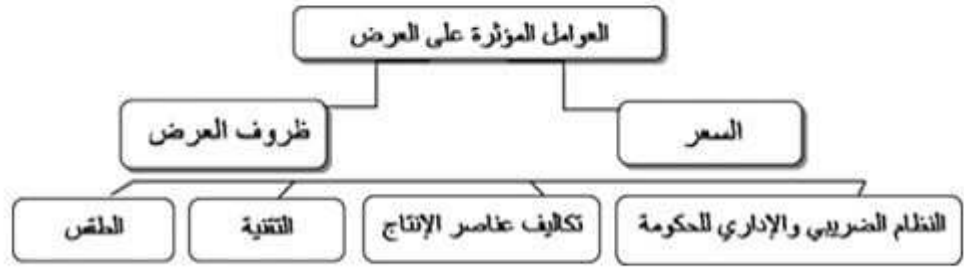 العوامل المؤثرة على العرض
السعر
ظروف العرض
النظام الضريبي والإداري للحكومة
تكاليف عناصر الإنتاج
التقنية
الطقس